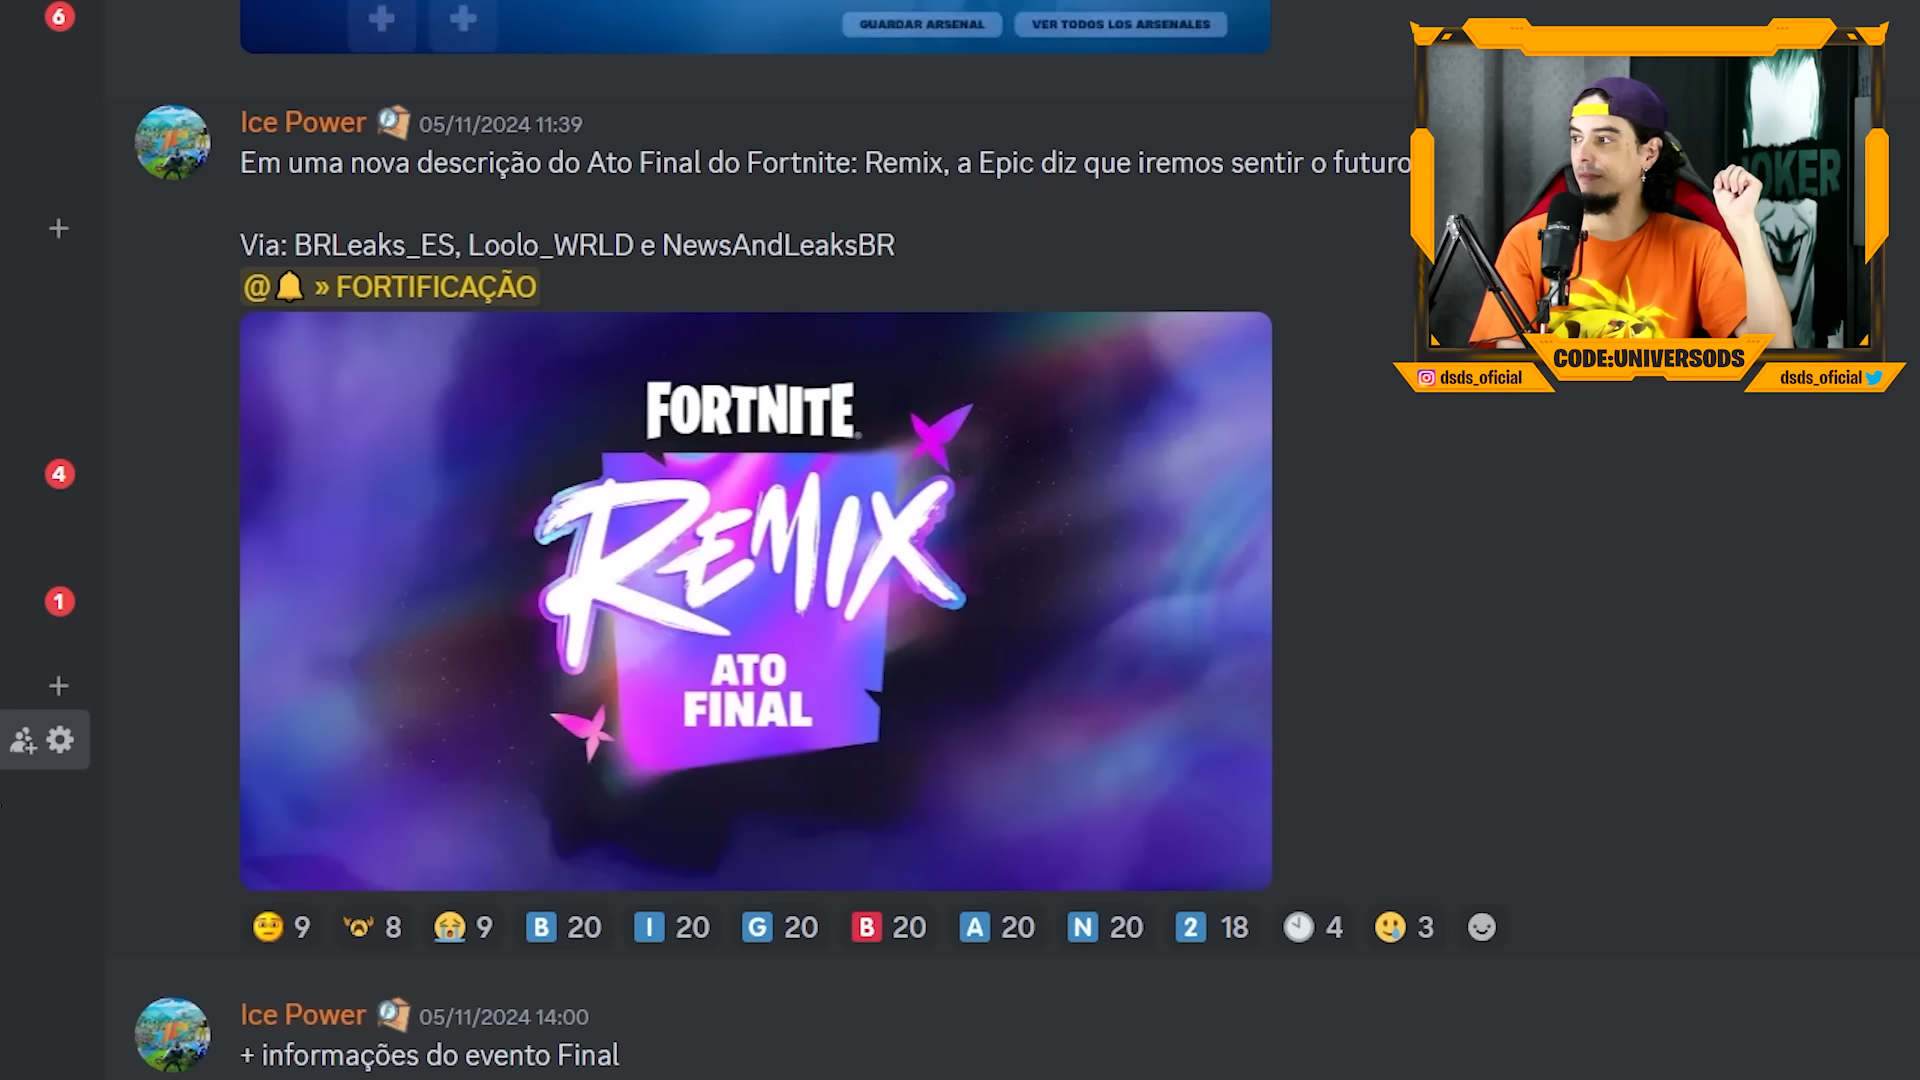 6
GUARDAR ARSENAL
VER TODOS LOS ARSENALES
Ice Power 05/11/2024 11:39
Em uma nova descrição do Ato Final do Fortnite: Remix, a Epic diz que iremos sentir o futuro
Via: BRLeaks_ES, Loolo_WRLD e NewsAndLeaksBR
@🔔 » FORTIFICAÇÃO
FORTNITE
REMIX
ATO
FINAL
4
1
9 8 9 B 20 I 20 G 20 B 20 A 20 N 20 2 18 4 3
Ice Power 05/11/2024 14:00
+ informações do evento Final
JOKER
CODE:UNIVERSODS
dsds_oficial
dsds_oficial